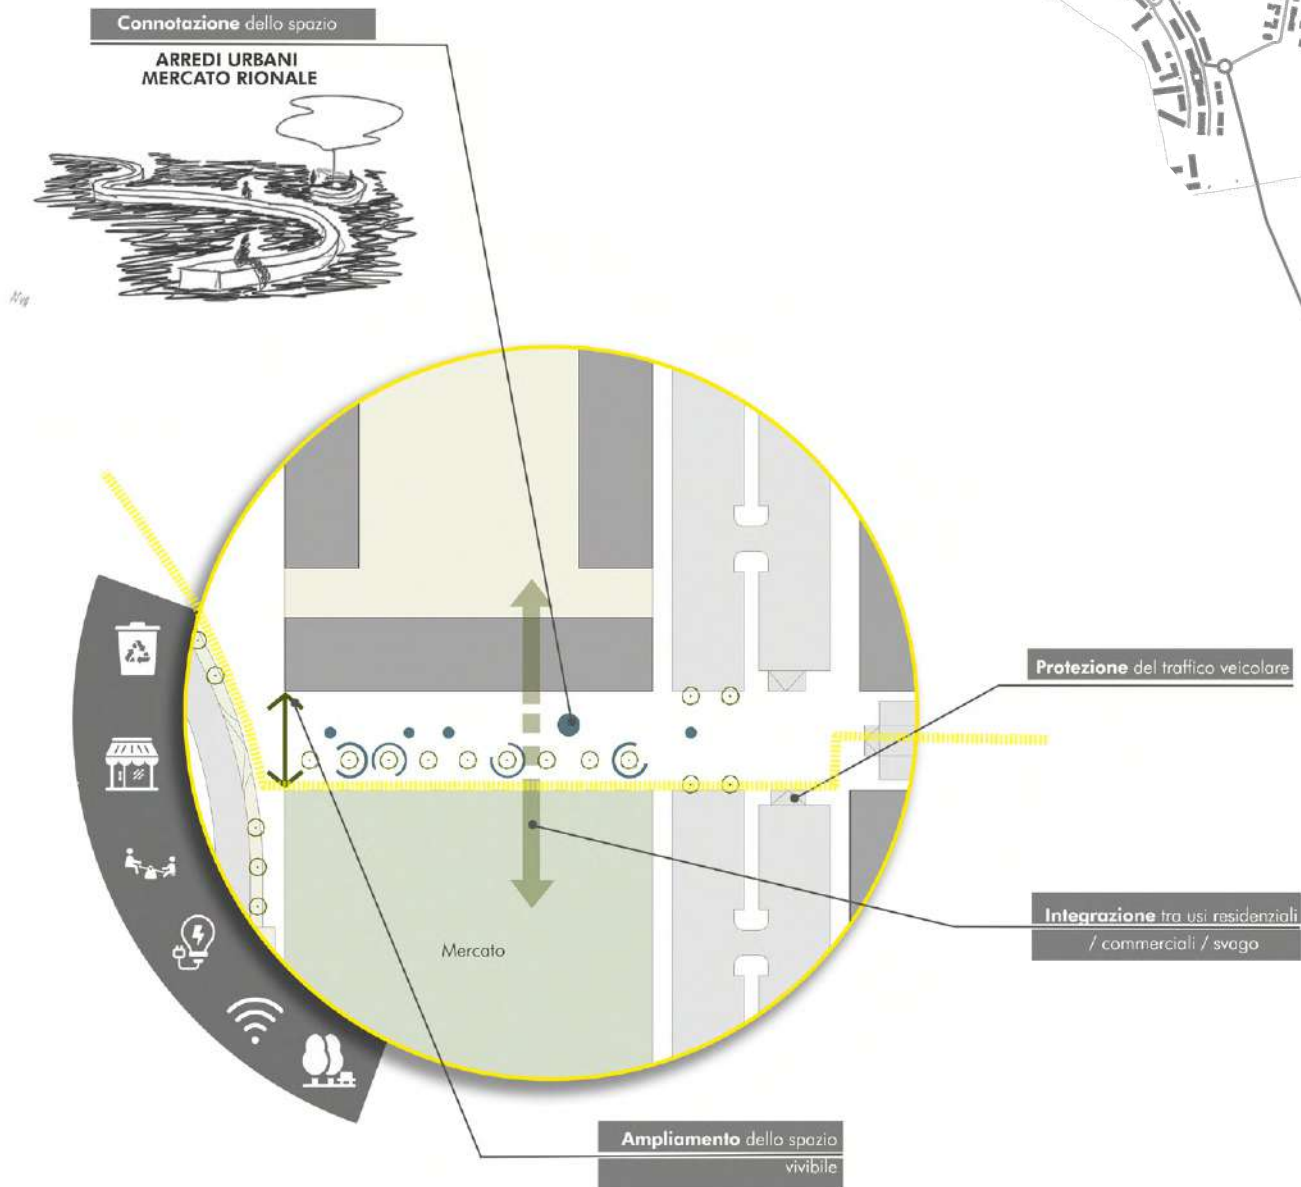 Connotazione dello spazio
ARREDI URBANI
MERCATO RIONALE
Protezione del traffico veicolare
Integrazione tra usi residenziali
/ commerciali / svago
Mercato
Ampliamento dello spazio
vivibile